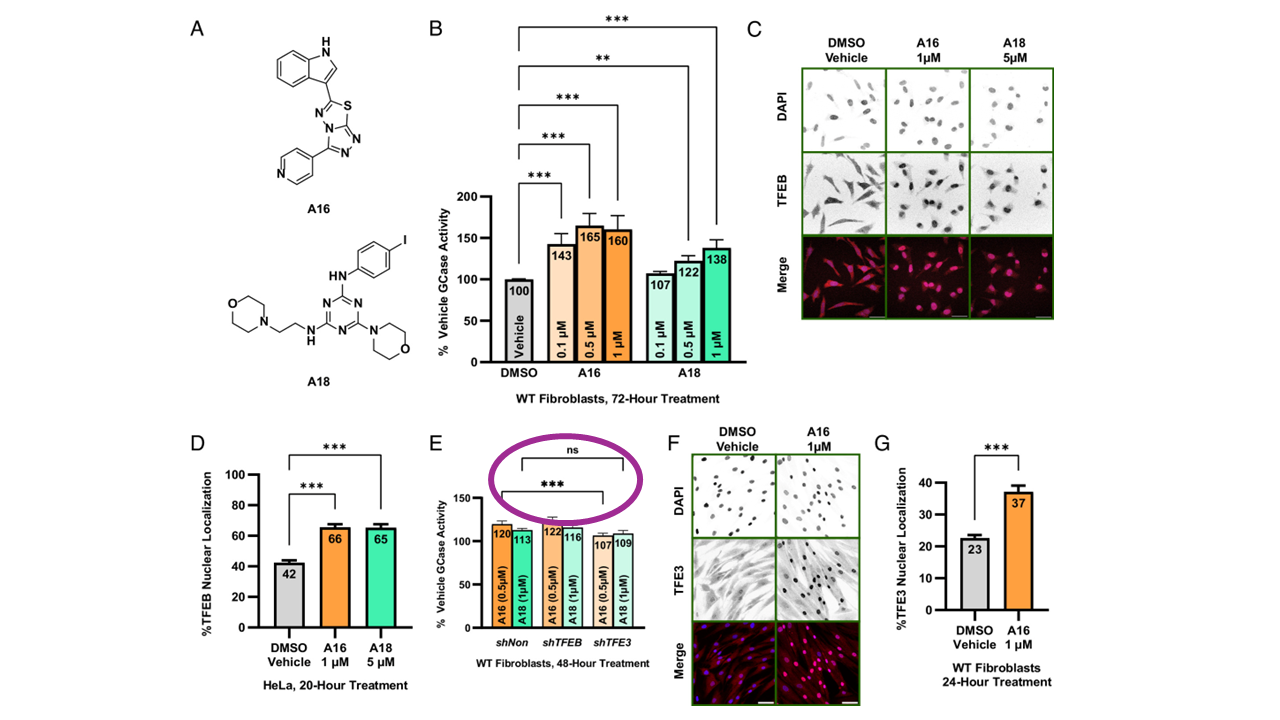 A
H
N
N
S
N
N
N
N
A16
I
HN
O
N
N
N
N
N
H
N
O
A18
B
***
**
***
***
***
% Vehicle GCase Activity
200
150
100
50
0
100
143
165
160
107
122
138
Vehicle
0.1 µM
0.5 µM
1 µM
0.1 µM
0.5 µM
1 µM
DMSO
A16
A18
WT Fibroblasts, 72-Hour Treatment
C
DMSO
Vehicle
A16
1µM
A18
5µM
DAPI
TFEB
Merge
D
***
***
%TFEB Nuclear Localization
100
80
60
40
20
0
42
66
65
DMSO
Vehicle
A16
1 µM
A18
5 µM
HeLa, 20-Hour Treatment
E
ns
***
% Vehicle GCase Activity
150
100
50
0
120
113
122
116
107
109
A16 (0.5µM)
A18 (1µM)
A16 (0.5µM)
A18 (1µM)
A16 (0.5µM)
A18 (1µM)
shNon
shTFEB
shTFE3
WT Fibroblasts, 48-Hour Treatment
F
DMSO
Vehicle
A16
1µM
DAPI
TFE3
Merge
G
***
%TFE3 Nuclear Localization
40
30
20
10
0
23
37
DMSO
Vehicle
A16
1 µM
WT Fibroblasts
24-Hour Treatment